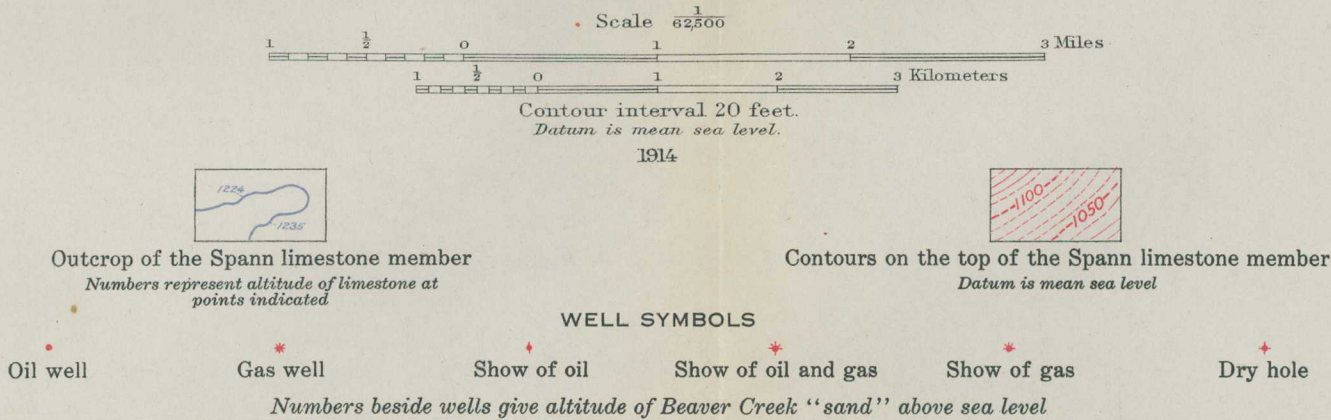 Scale 1/62,500
1 ½ 0 1 2 3 Miles
1 ½ 0 1 2 3 Kilometers
Contour interval 20 feet.
Datum is mean sea level.
1914
1224
1235
Outcrop of the Spann limestone member
Numbers represent altitude of limestone at
points indicated
1100
1050
Contours on the top of the Spann limestone member
Datum is mean sea level
WELL SYMBOLS
Oil well Gas well Show of oil Show of oil and gas Show of gas Dry hole
Numbers beside wells give altitude of Beaver Creek “sand” above sea level